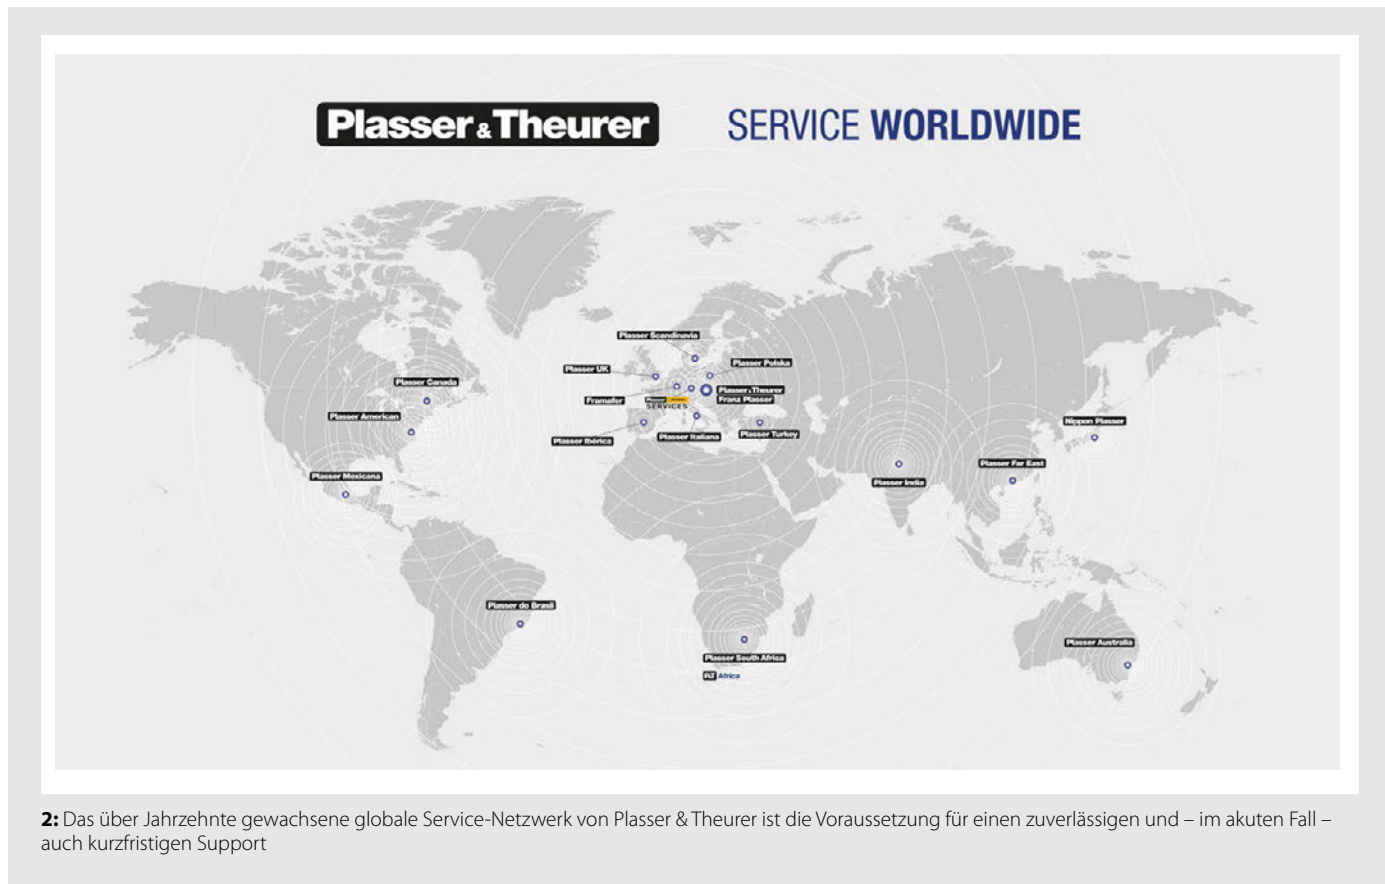 Plasser & Theurer
SERVICE WORLDWIDE
Plasser Scandinavia
Plasser UK
Plasser Polska
Plasser Canada
Plasser & Theurer
Franz Plasser
Framafer
SERVICES
Plasser American
Nippon Plasser
Plasser Ibérica
Plasser Italiana
Plasser Turkey
Plasser Far East
Plasser Mexicana
Plasser India
Plasser do Brasil
Plasser Australia
Plasser South Africa
P&T Africa
2: Das über Jahrzehnte gewachsene globale Service-Netzwerk von Plasser & Theurer ist die Voraussetzung für einen zuverlässigen und – im akuten Fall –
auch kurzfristigen Support